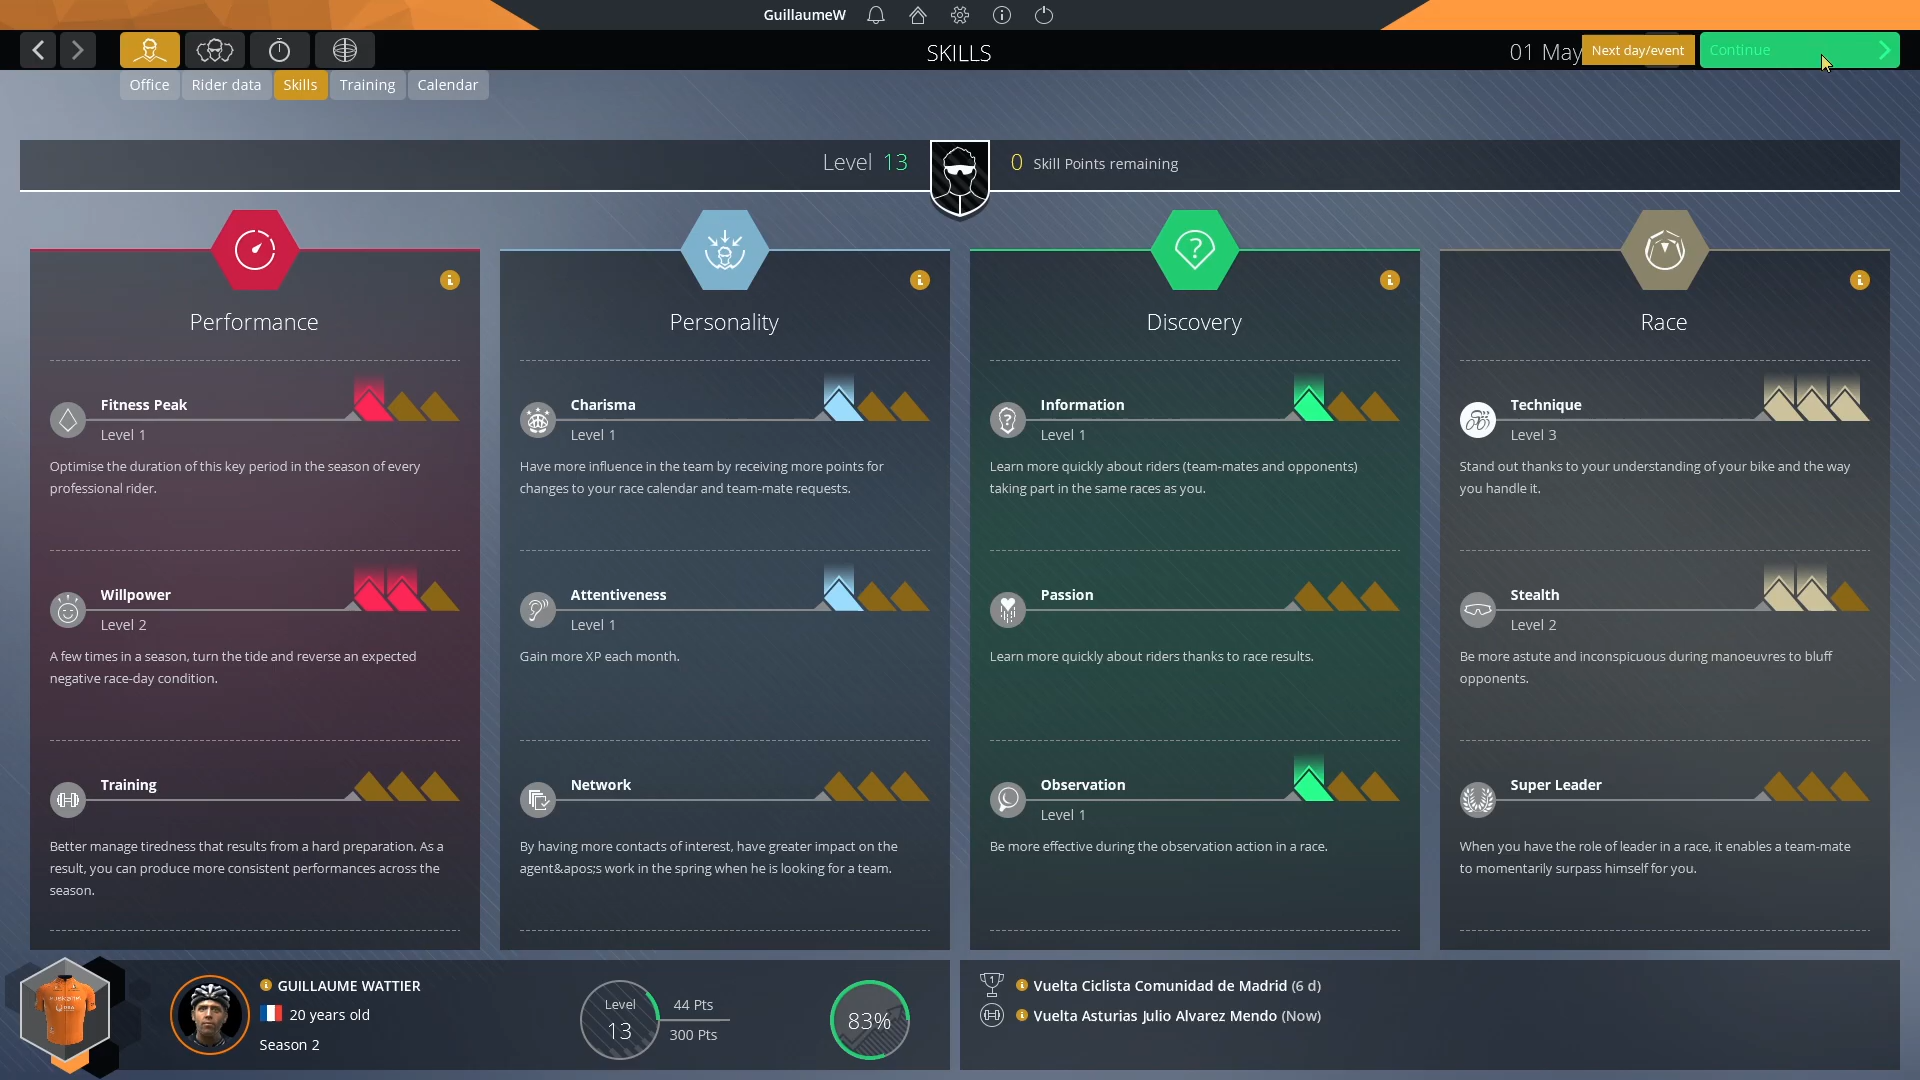 GuillaumeW
SKILLS
01 May
Next day/event
Continue
Office
Rider data
Skills
Training
Calendar
Level 13
0 Skill Points remaining
Performance
Fitness Peak
Level 1
Optimise the duration of this key period in the season of every
professional rider.
Willpower
Level 2
A few times in a season, turn the tide and reverse an expected
negative race-day condition.
Training
Better manage tiredness that results from a hard preparation. As a
result, you can produce more consistent performances across the
season.
Personality
Charisma
Level 1
Have more influence in the team by receiving more points for
changes to your race calendar and team-mate requests.
Attentiveness
Level 1
Gain more XP each month.
Network
By having more contacts of interest, have greater impact on the
agent&apos;s work in the spring when he is looking for a team.
Discovery
Information
Level 1
Learn more quickly about riders (team-mates and opponents)
taking part in the same races as you.
Passion
Learn more quickly about riders thanks to race results.
Observation
Level 1
Be more effective during the observation action in a race.
Race
Technique
Level 3
Stand out thanks to your understanding of your bike and the way
you handle it.
Stealth
Level 2
Be more astute and inconspicuous during manoeuvres to bluff
opponents.
Super Leader
When you have the role of leader in a race, it enables a team-mate
to momentarily surpass himself for you.
GUILLAUME WATTIER
20 years old
Season 2
Level
13
44 Pts
300 Pts
83%
Vuelta Ciclista Comunidad de Madrid (6 d)
Vuelta Asturias Julio Alvarez Mendo (Now)